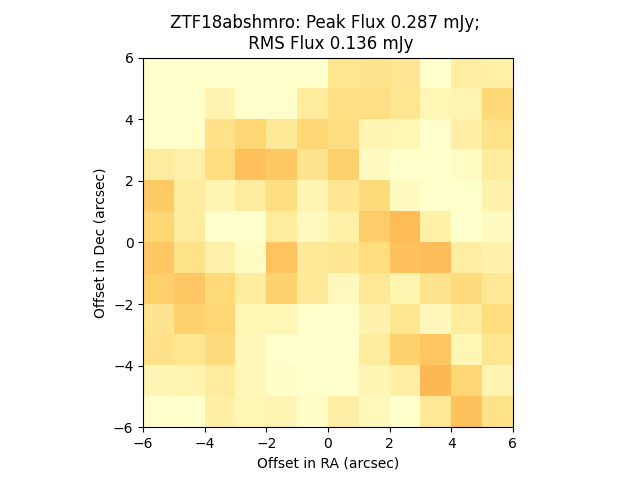 ZTF18abshmro: Peak Flux 0.287 mJy;
RMS Flux 0.136 mJy
6
4
2
0
−2
−4
−6
Offset in Dec (arcsec)
−6 −4 −2 0 2 4 6
Offset in RA (arcsec)